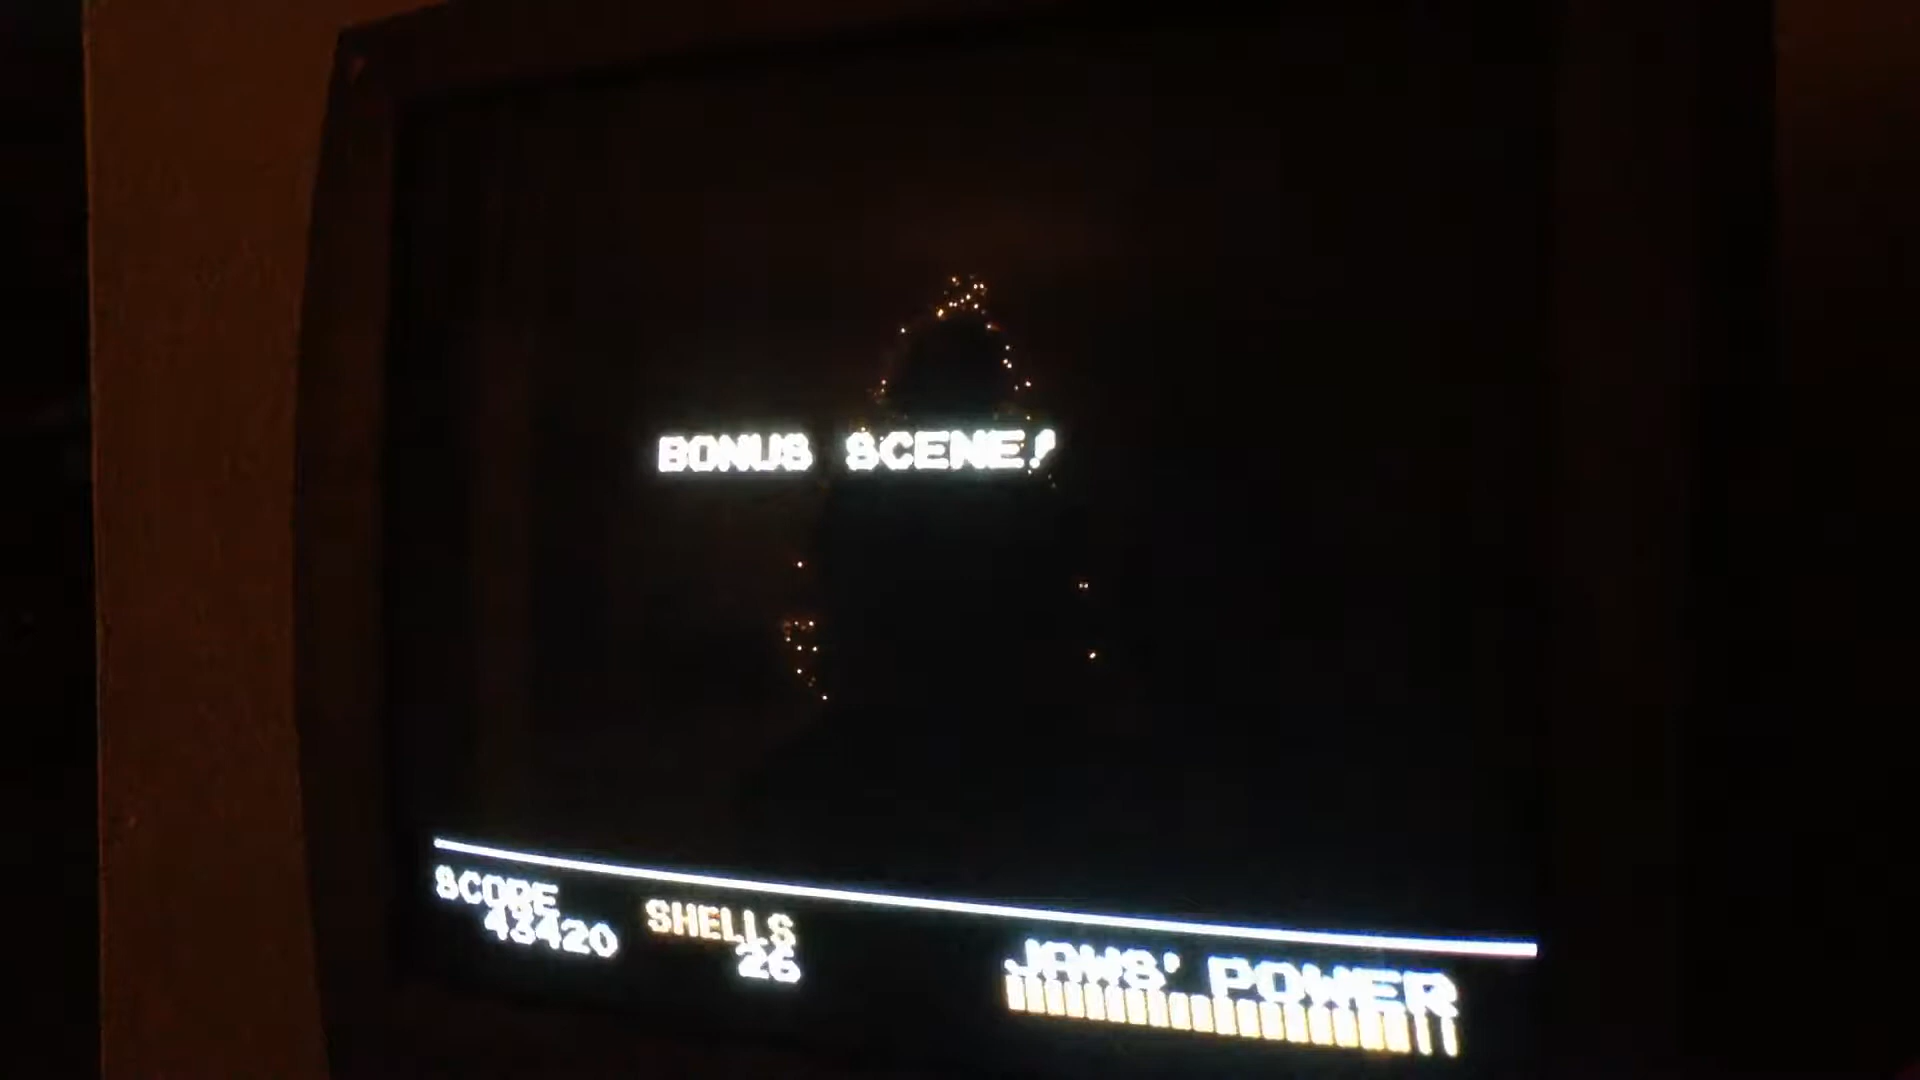 BONUS SCENE!
SCORE
43420
SHELLS
26
JAWS' POWER